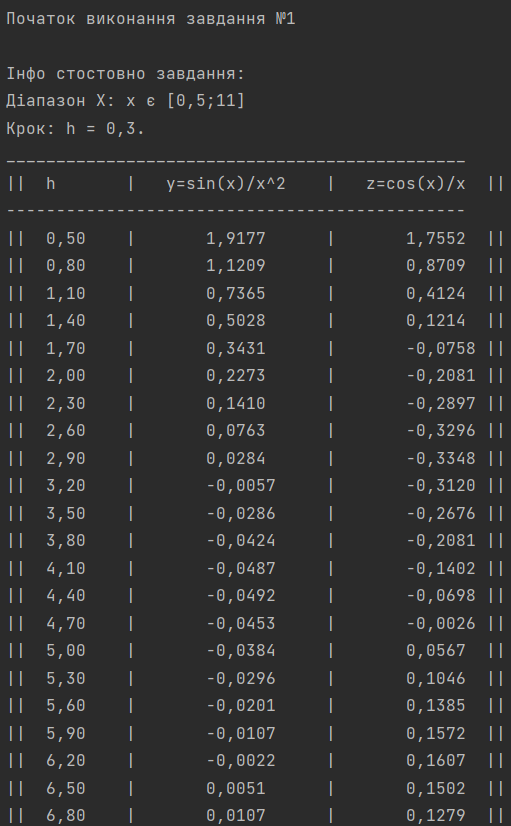 Початок виконання завдання №1
Інфо стостовно завдання:
Діапазон X: x є [0,5;11]
Крок: h = 0,3.
----------------------------------------------
|| h | y=sin(x)/x^2 | z=cos(x)/x ||
----------------------------------------------
|| 0,50 | 1,9177 | 1,7552 ||
|| 0,80 | 1,1209 | 0,8709 ||
|| 1,10 | 0,7365 | 0,4124 ||
|| 1,40 | 0,5028 | 0,1214 ||
|| 1,70 | 0,3431 | -0,0758 ||
|| 2,00 | 0,2273 | -0,2081 ||
|| 2,30 | 0,1410 | -0,2897 ||
|| 2,60 | 0,0763 | -0,3296 ||
|| 2,90 | 0,0284 | -0,3348 ||
|| 3,20 | -0,0057 | -0,3120 ||
|| 3,50 | -0,0286 | -0,2676 ||
|| 3,80 | -0,0424 | -0,2081 ||
|| 4,10 | -0,0487 | -0,1402 ||
|| 4,40 | -0,0492 | -0,0698 ||
|| 4,70 | -0,0453 | -0,0026 ||
|| 5,00 | -0,0384 | 0,0567 ||
|| 5,30 | -0,0296 | 0,1046 ||
|| 5,60 | -0,0201 | 0,1385 ||
|| 5,90 | -0,0107 | 0,1572 ||
|| 6,20 | -0,0022 | 0,1607 ||
|| 6,50 | 0,0051 | 0,1502 ||
|| 6,80 | 0,0107 | 0,1279 ||